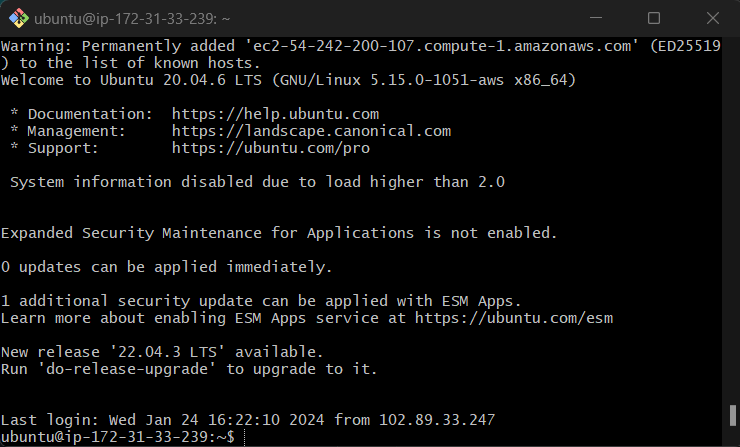 ubuntu@ip-172-31-33-239: ~
Warning: Permanently added 'ec2-54-242-200-107.compute-1.amazonaws.com' (ED25519
) to the list of known hosts.
Welcome to Ubuntu 20.04.6 LTS (GNU/Linux 5.15.0-1051-aws x86_64)
* Documentation:  https://help.ubuntu.com
* Management:     https://landscape.canonical.com
* Support:        https://ubuntu.com/pro
System information disabled due to load higher than 2.0
Expanded Security Maintenance for Applications is not enabled.
0 updates can be applied immediately.
1 additional security update can be applied with ESM Apps.
Learn more about enabling ESM Apps service at https://ubuntu.com/esm
New release '22.04.3 LTS' available.
Run 'do-release-upgrade' to upgrade to it.
Last login: Wed Jan 24 16:22:10 2024 from 102.89.33.247
ubuntu@ip-172-31-33-239:~$